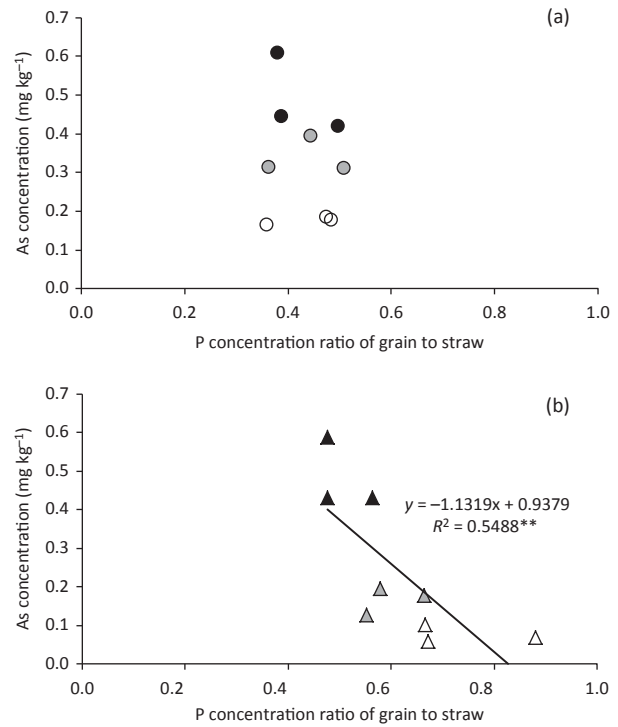 (a)
0.7
0.6
0.5
0.4
0.3
0.2
0.1
0.0
As concentration (mg kg⁻¹)
0.0 0.2 0.4 0.6 0.8 1.0
P concentration ratio of grain to straw
(b)
0.7
0.6
0.5
0.4
0.3
0.2
0.1
0.0
As concentration (mg kg⁻¹)
y = –1.1319x + 0.9379
R² = 0.5488**
0.0 0.2 0.4 0.6 0.8 1.0
P concentration ratio of grain to straw